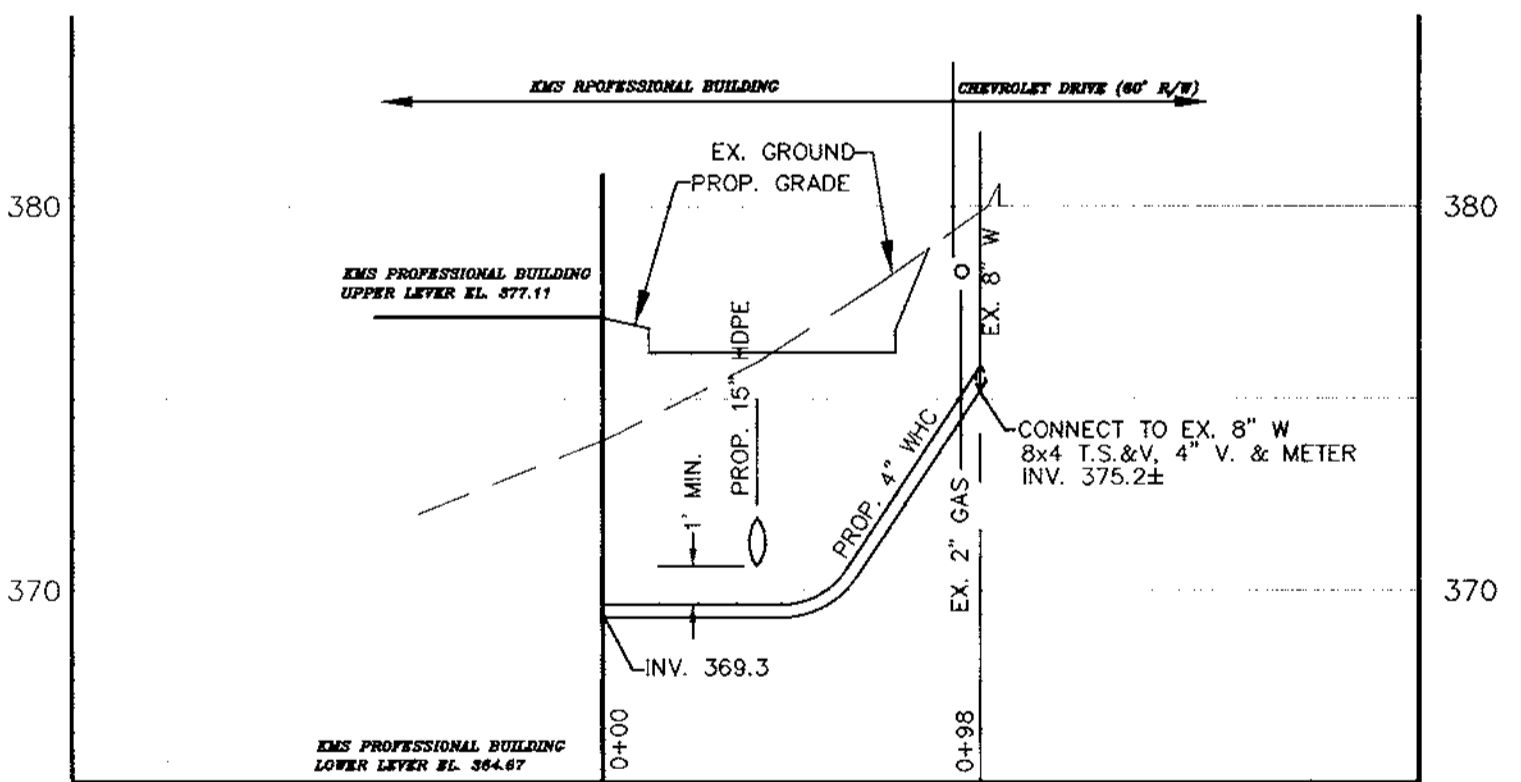 KMS RPOFESSIONAL BUILDING
CHEVROLET DRIVE (60' R/W)
EX. GROUND
PROP. GRADE
380
380
KMS PROFESSIONAL BUILDING
UPPER LEVER EL. 377.11
EX. 8" W
PROP. 15" HDPE
1' MIN.
PROP. 4" WHC
EX. 2" GAS
CONNECT TO EX. 8" W
8x4 T.S.&V, 4" V. & METER
INV. 375.2±
370
370
INV. 369.3
0+00
0+98
KMS PROFESSIONAL BUILDING
LOWER LEVER EL. 364.67